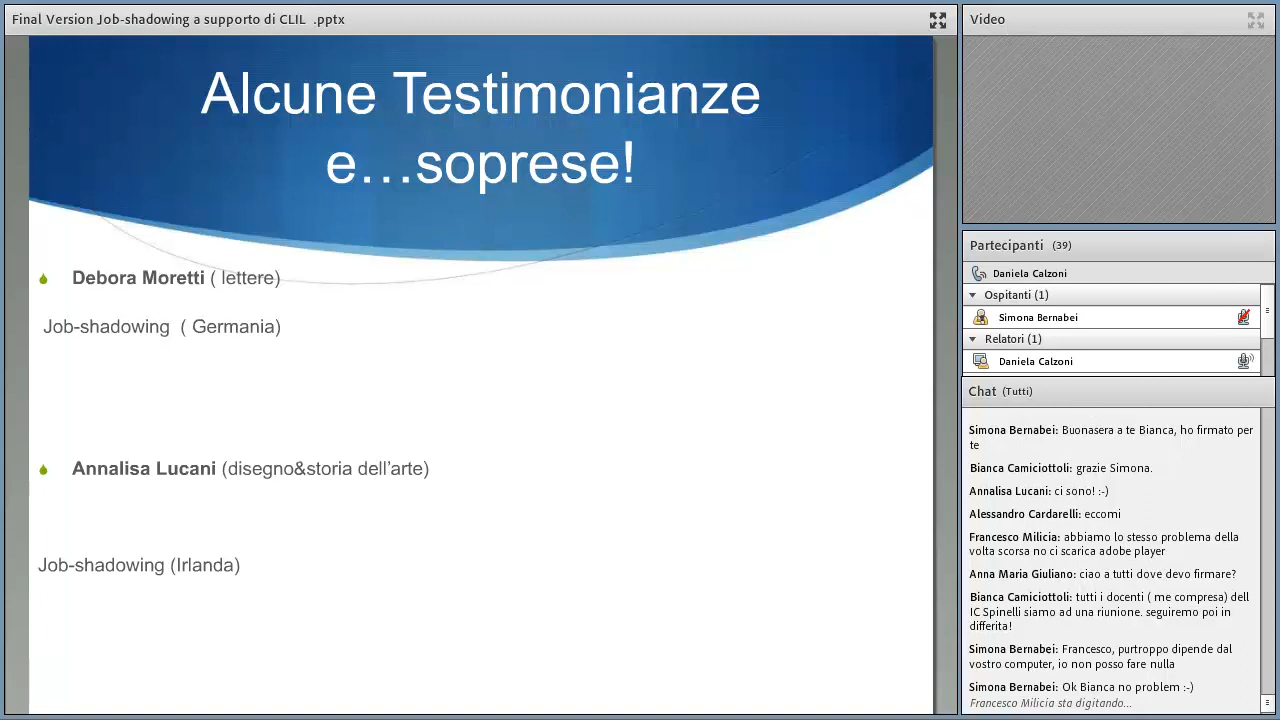 Final Version Job-shadowing a supporto di CLIL .pptx
Alcune Testimonianze
e…soprese!
Debora Moretti ( lettere)
Job-shadowing ( Germania)
Annalisa Lucani (disegno&storia dell’arte)
Job-shadowing (Irlanda)
Video
Partecipanti (39)
Daniela Calzoni
Ospitanti (1)
Simona Bernabei
Relatori (1)
Daniela Calzoni
Chat (Tutti)
Simona Bernabei: Buonasera a te Bianca, ho firmato per
te
Bianca Camiciottoli: grazie Simona.
Annalisa Lucani: ci sono! :-)
Alessandro Cardarelli: eccomi
Francesco Milicia: abbiamo lo stesso problema della
volta scorsa no ci scarica adobe player
Anna Maria Giuliano: ciao a tutti dove devo firmare?
Bianca Camiciottoli: tutti i docenti ( me compresa) dell
IC Spinelli siamo ad una riunione. seguiremo poi in
differita!
Simona Bernabei: Francesco, purtroppo dipende dal
vostro computer, io non posso fare nulla
Simona Bernabei: Ok Bianca no problem :-)
Francesco Milicia sta digitando...